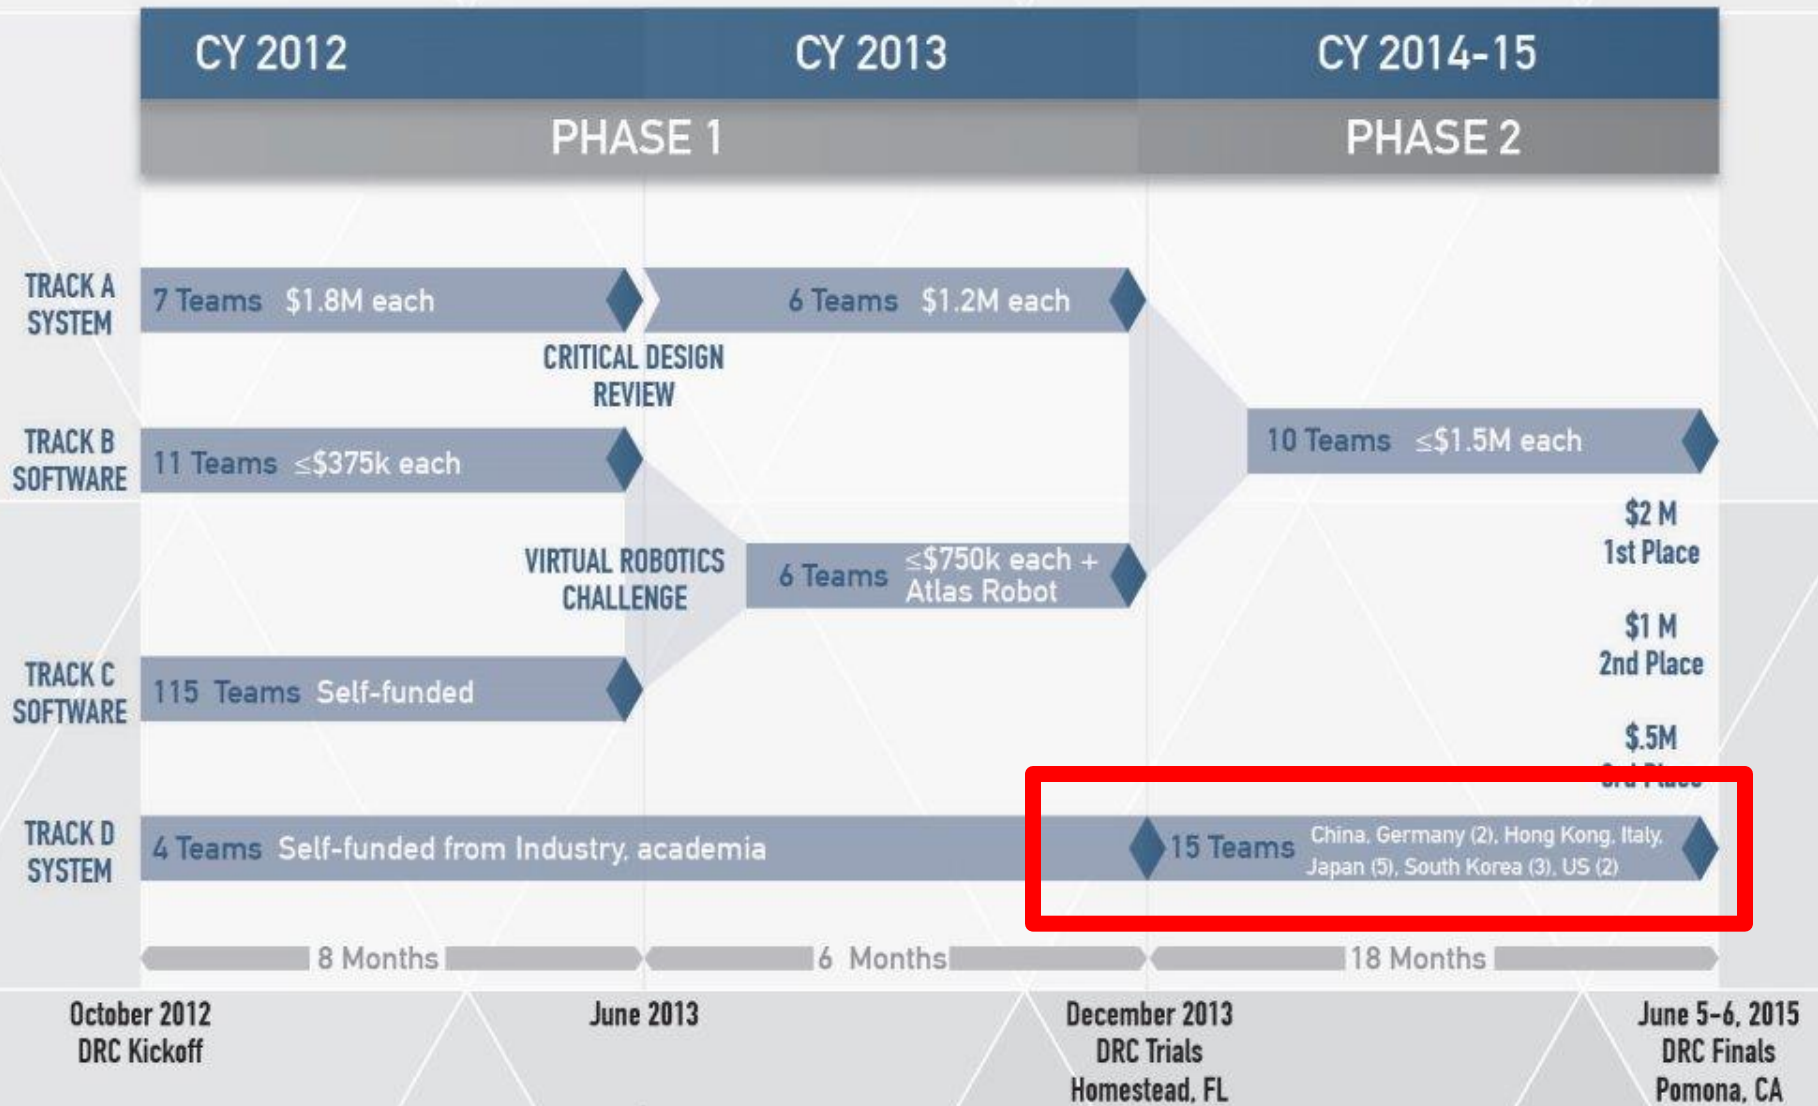 CY 2012
CY 2013
CY 2014-15
PHASE 1
PHASE 2
TRACK A
SYSTEM
7 Teams $1.8M each
6 Teams $1.2M each
CRITICAL DESIGN
REVIEW
TRACK B
SOFTWARE
11 Teams ≤$375k each
10 Teams ≤$1.5M each
$2 M
1st Place
VIRTUAL ROBOTICS
CHALLENGE
6 Teams
≤$750k each +
Atlas Robot
$1 M
2nd Place
TRACK C
SOFTWARE
115 Teams Self-funded
$.5M
3rd Place
TRACK D
SYSTEM
4 Teams Self-funded from Industry, academia
15 Teams
China, Germany (2), Hong Kong, Italy,
Japan (5), South Korea (3), US (2)
8 Months
6 Months
18 Months
October 2012
DRC Kickoff
June 2013
December 2013
DRC Trials
Homestead, FL
June 5-6, 2015
DRC Finals
Pomona, CA